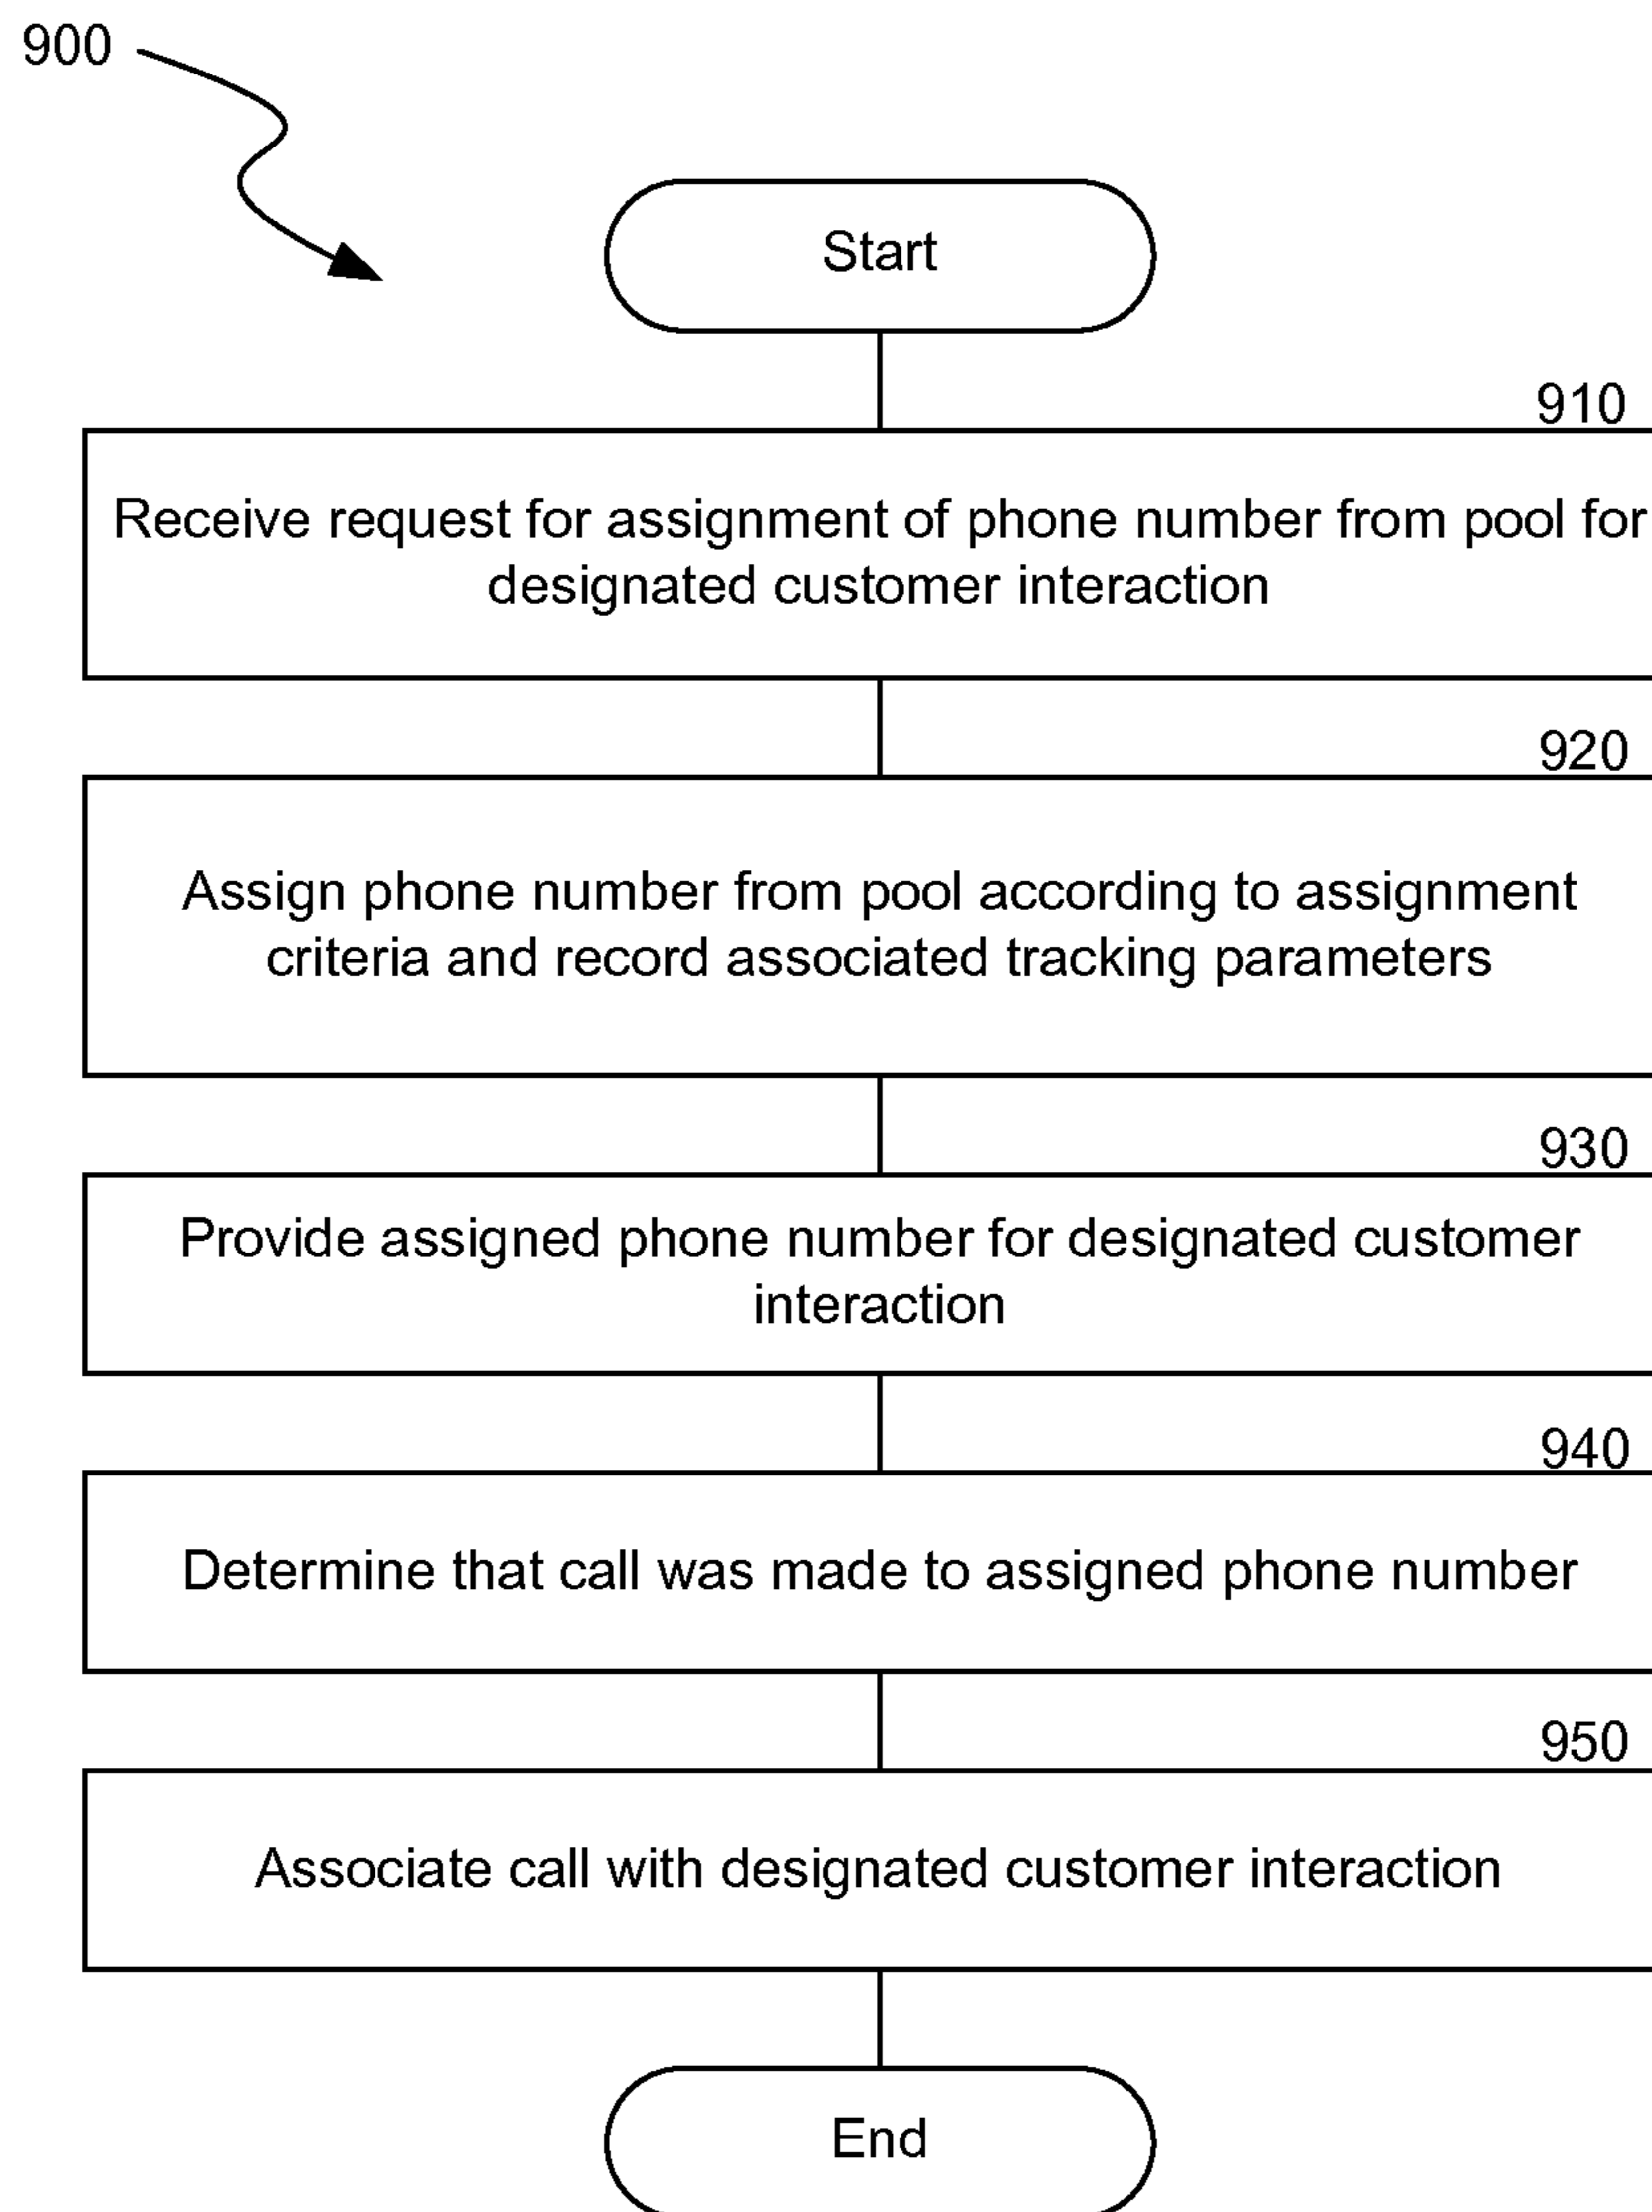 900
Start
910
Receive request for assignment of phone number from pool for
designated customer interaction
920
Assign phone number from pool according to assignment
criteria and record associated tracking parameters
930
Provide assigned phone number for designated customer
interaction
940
Determine that call was made to assigned phone number
950
Associate call with designated customer interaction
End